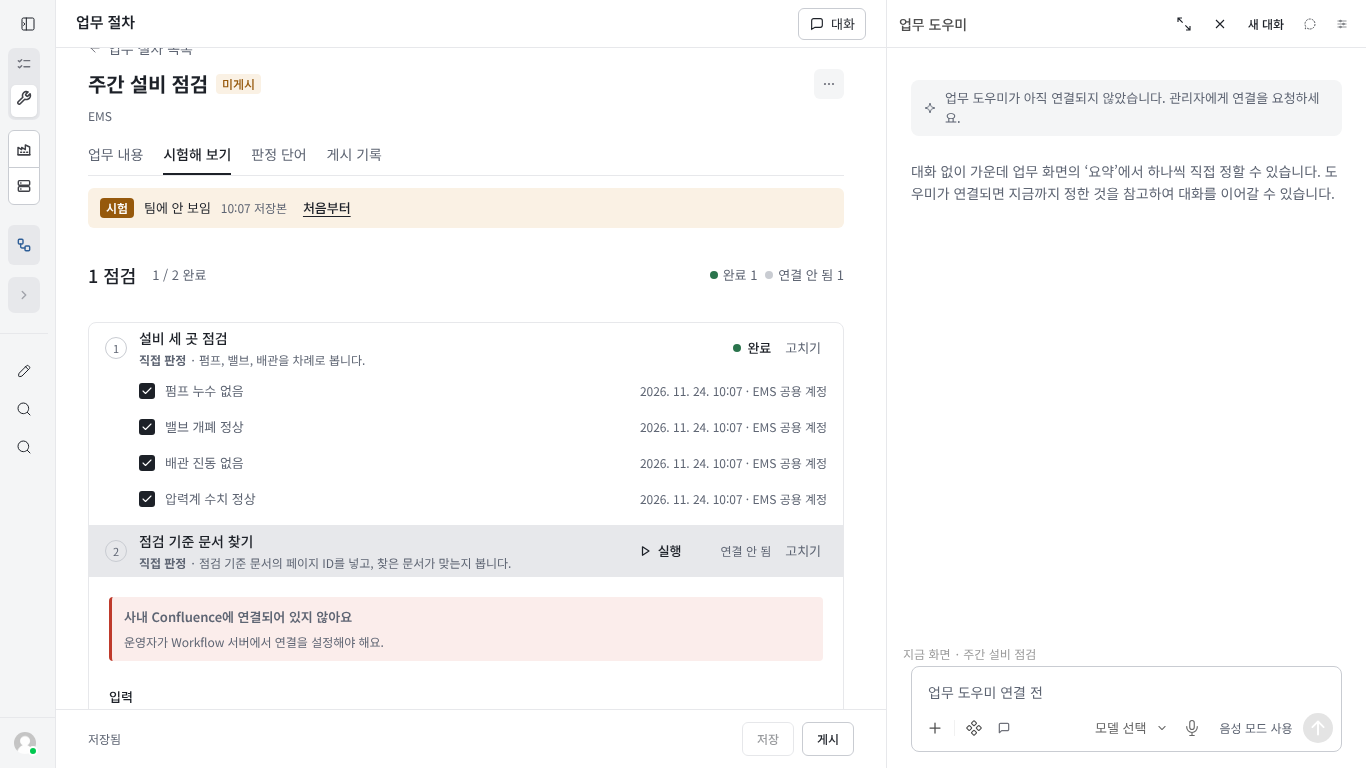 업무 절차
대화
업무 절차 목록
주간 설비 점검
미게시
EMS
업무 내용
시험해 보기
판정 단어
게시 기록
시험
팀에 안 보임
10:07 저장본
처음부터
1 점검
1 / 2 완료
완료 1
연결 안 됨 1
1
설비 세 곳 점검
직접 판정 · 펌프, 밸브, 배관을 차례로 봅니다.
완료
고치기
펌프 누수 없음
2026. 11. 24. 10:07 · EMS 공용 계정
밸브 개폐 정상
2026. 11. 24. 10:07 · EMS 공용 계정
배관 진동 없음
2026. 11. 24. 10:07 · EMS 공용 계정
압력계 수치 정상
2026. 11. 24. 10:07 · EMS 공용 계정
2
점검 기준 문서 찾기
직접 판정 · 점검 기준 문서의 페이지 ID를 넣고, 찾은 문서가 맞는지 봅니다.
실행
연결 안 됨
고치기
사내 Confluence에 연결되어 있지 않아요
운영자가 Workflow 서버에서 연결을 설정해야 해요.
입력
저장됨
저장
게시
업무 도우미
새 대화
업무 도우미가 아직 연결되지 않았습니다. 관리자에게 연결을 요청하세
요.
대화 없이 가운데 업무 화면의 ‘요약’에서 하나씩 직접 정할 수 있습니다. 도
우미가 연결되면 지금까지 정한 것을 참고하여 대화를 이어갈 수 있습니다.
지금 화면 · 주간 설비 점검
업무 도우미 연결 전
모델 선택
음성 모드 사용